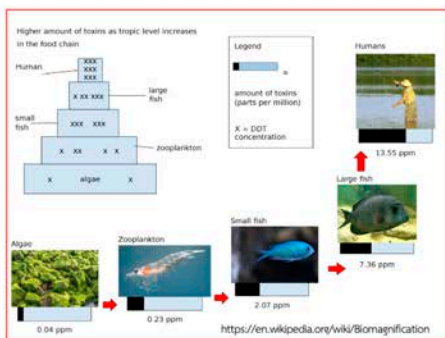 Higher amount of toxins as tropic level increases
in the food chain
Human
xxx
xxx
xxx
large
fish
x xx xxx
small
fish
xxx xxx
zooplankton
x xx x x
x algae x
Legend
amount of toxins
(parts per million)
X = DDT
concentration
Humans
13.55 ppm
Large fish
7.36 ppm
Small fish
2.07 ppm
Zooplankton
0.23 ppm
Algae
0.04 ppm
https://en.wikipedia.org/wiki/Biomagnification